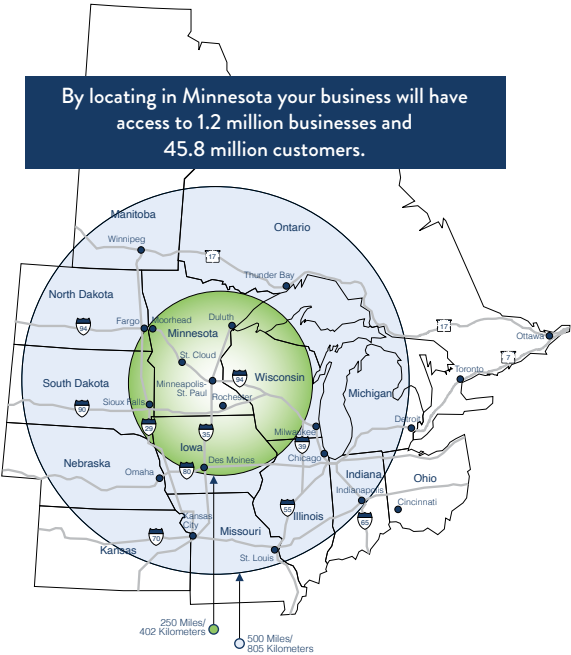 By locating in Minnesota your business will have
access to 1.2 million businesses and
45.8 million customers.
Manitoba
Ontario
Winnipeg
17
Thunder Bay
North Dakota
Fargo
Moorhead
Duluth
94
Minnesota
17
Ottawa
St. Cloud
7
Toronto
South Dakota
Minneapolis-
St. Paul
94
Wisconsin
Michigan
90
Sioux Falls
Rochester
29
35
Milwaukee
Detroit
39
Iowa
Chicago
Nebraska
Omaha
80
Des Moines
Indiana
Ohio
Indianapolis
Cincinnati
Kansas
City
55
Illinois
65
70
Missouri
Kansas
St. Louis
250 Miles/
402 Kilometers
500 Miles/
805 Kilometers